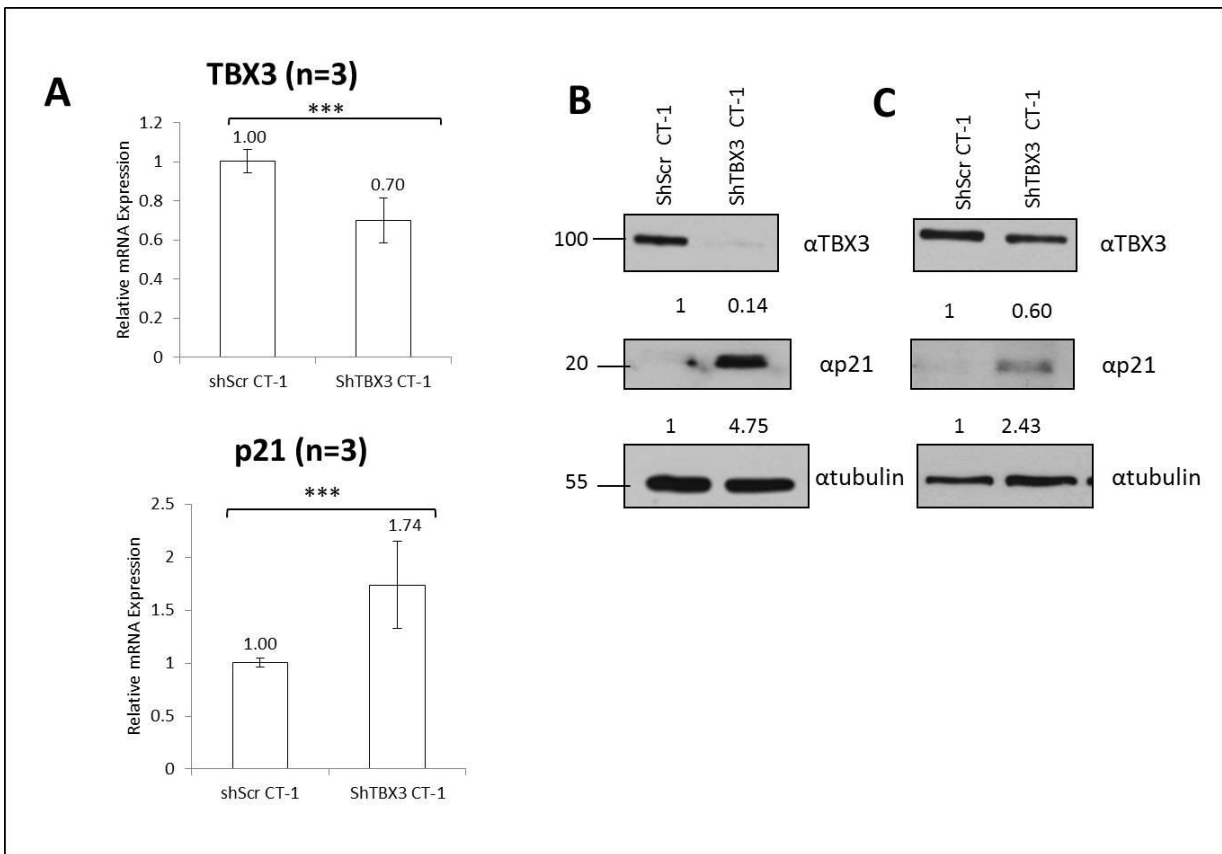 A
TBX3 (n=3)
***
Relative mRNA Expression
1.2
1
0.8
0.6
0.4
0.2
0
1.00
0.70
shScr CT-1
ShTBX3 CT-1
p21 (n=3)
***
Relative mRNA Expression
2.5
2
1.5
1
0.5
0
1.00
1.74
shScr CT-1
ShTBX3 CT-1
B
ShScr CT-1
ShTBX3 CT-1
100
αTBX3
1 0.14
20
αp21
1 4.75
55
αtubulin
C
ShScr CT-1
ShTBX3 CT-1
αTBX3
1 0.60
αp21
1 2.43
αtubulin